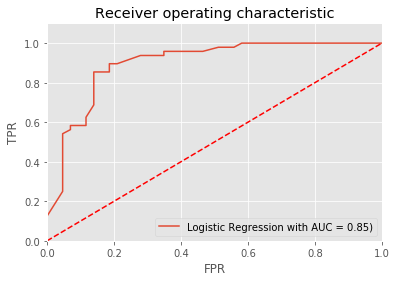 Receiver operating characteristic
TPR
1.0
0.8
0.6
0.4
0.2
0.0
Logistic Regression with AUC = 0.85)
0.0 0.2 0.4 0.6 0.8 1.0
FPR